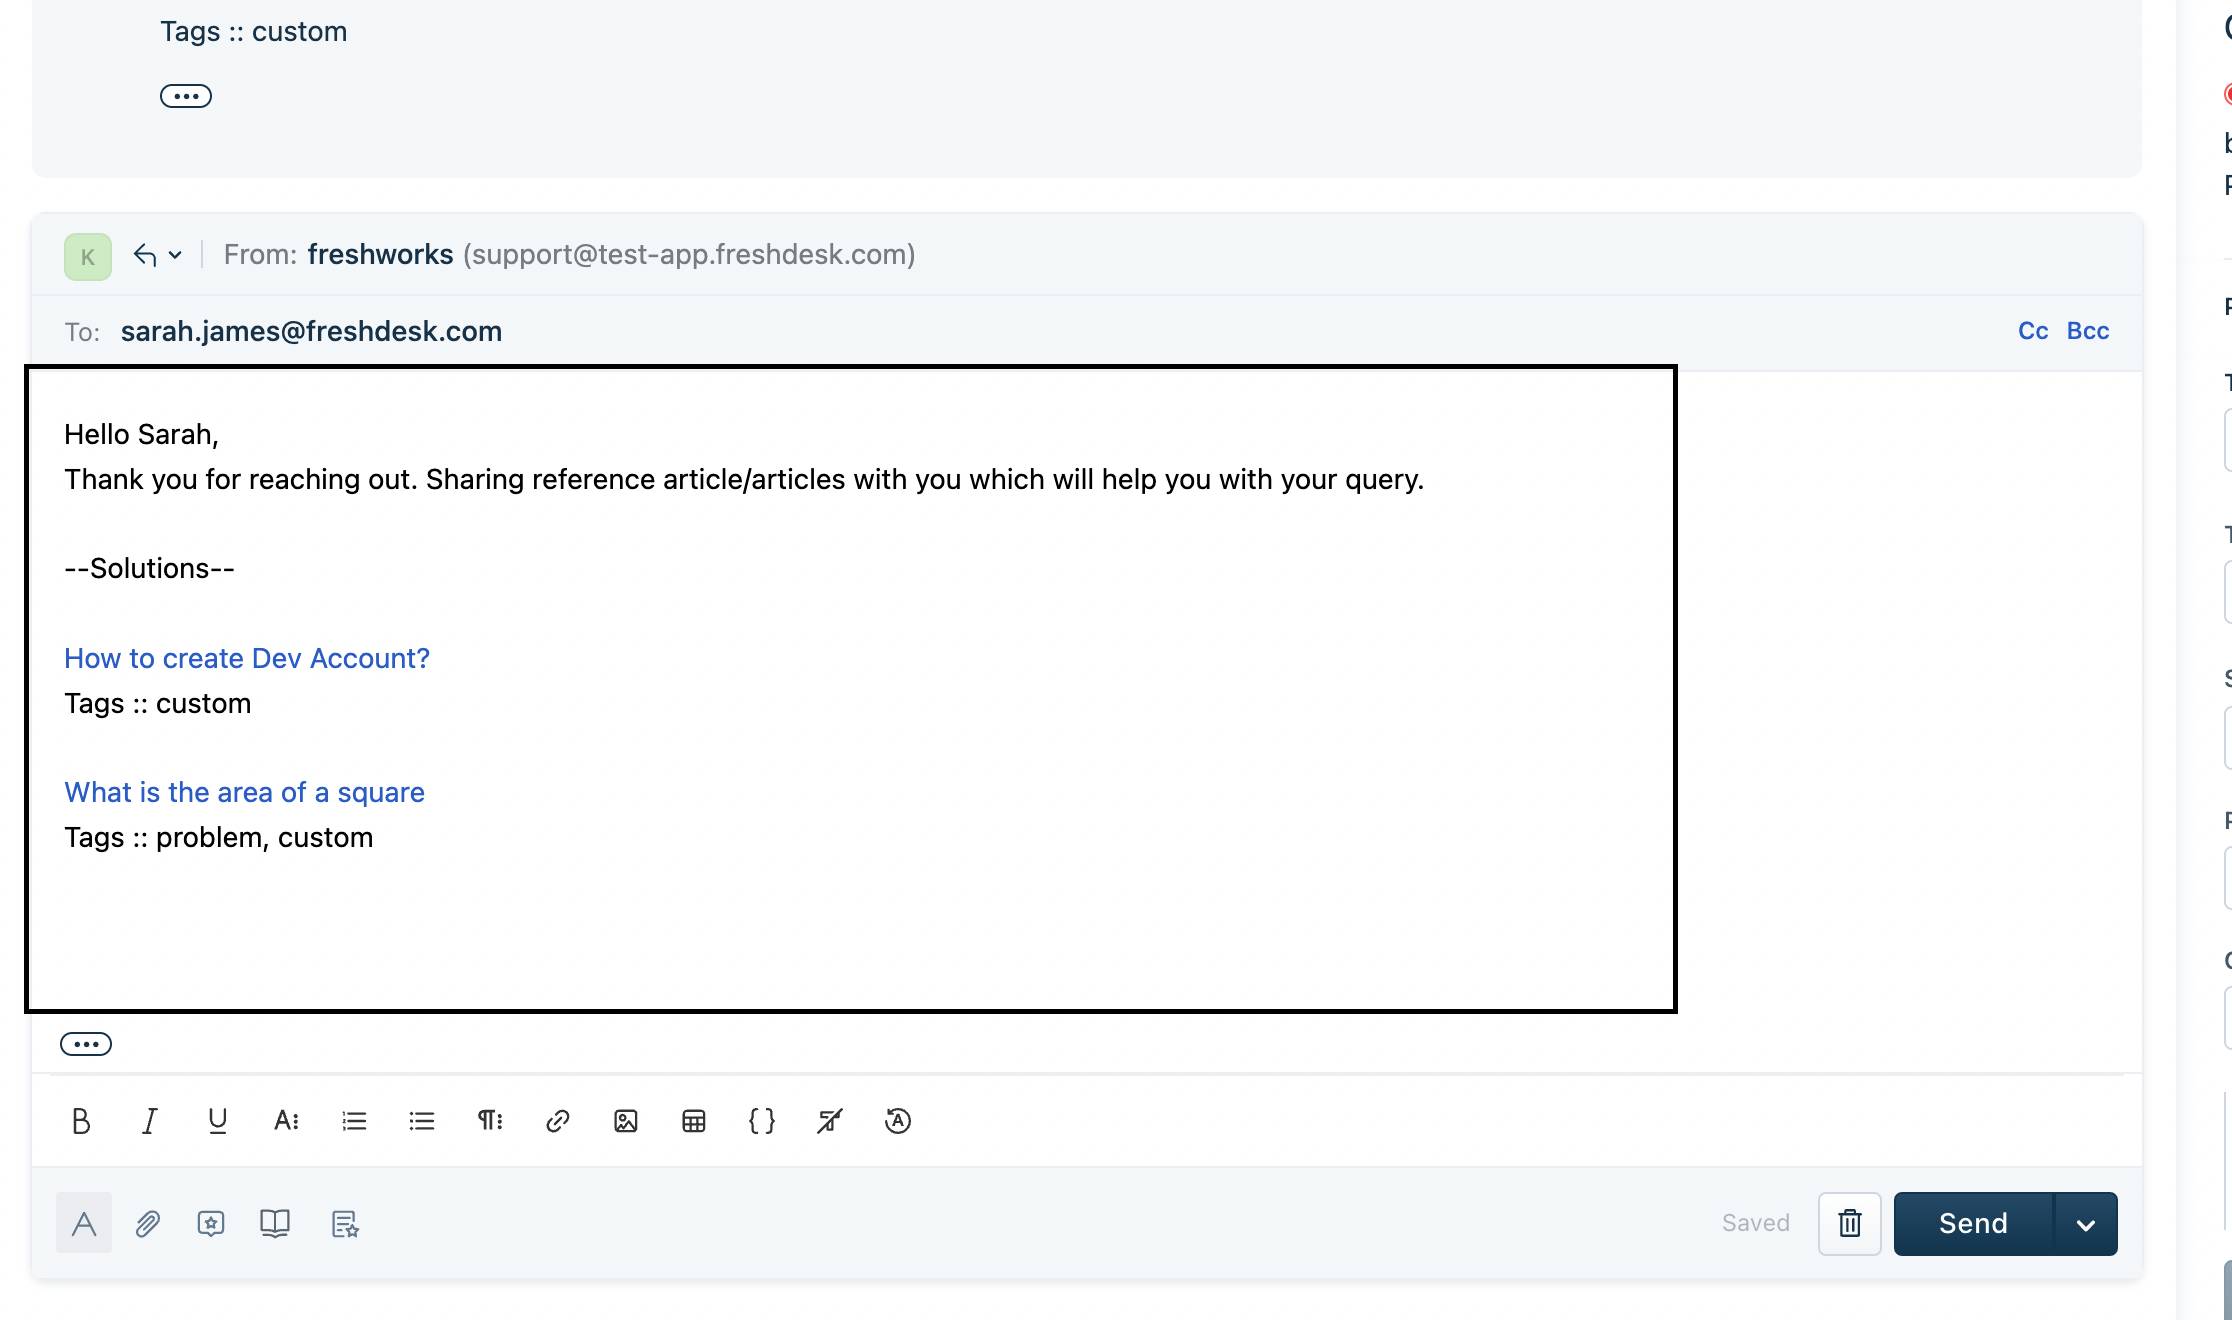 Tags :: custom
K
From: freshworks (support@test-app.freshdesk.com)
To: sarah.james@freshdesk.com
Cc Bcc
Hello Sarah,
Thank you for reaching out. Sharing reference article/articles with you which will help you with your query.
--Solutions--
How to create Dev Account?
Tags :: custom
What is the area of a square
Tags :: problem, custom
B I U A
A
Saved
Send